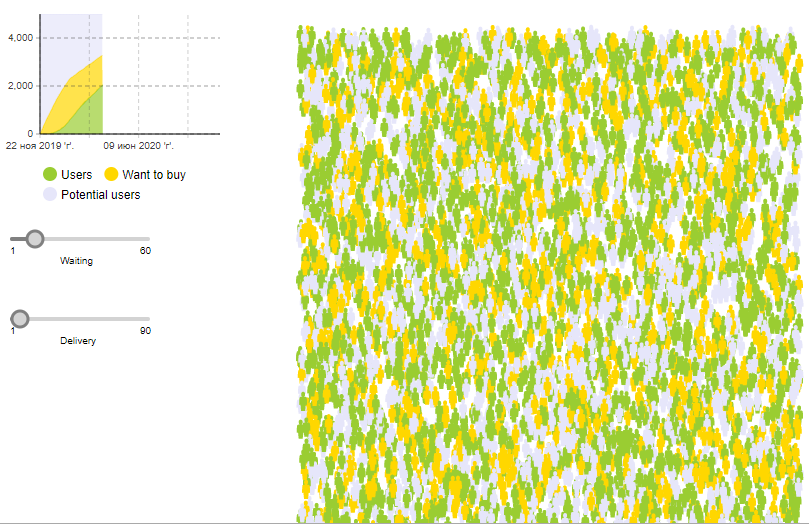 4,000
2,000
0
22 ноя 2019 'г'. 09 июн 2020 'г'.
Users Want to buy
Potential users
1 60
Waiting
1 90
Delivery